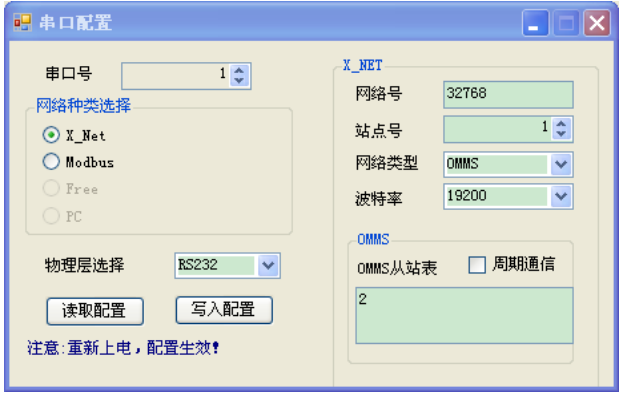 串口配置
串口号 1
网络种类选择
X_Net
Modbus
Free
PC
物理层选择 RS232
读取配置 写入配置
注意:重新上电，配置生效!
X_NET
网络号 32768
站点号 1
网络类型 OMMS
波特率 19200
OMMS
OMMS从站表 周期通信
2